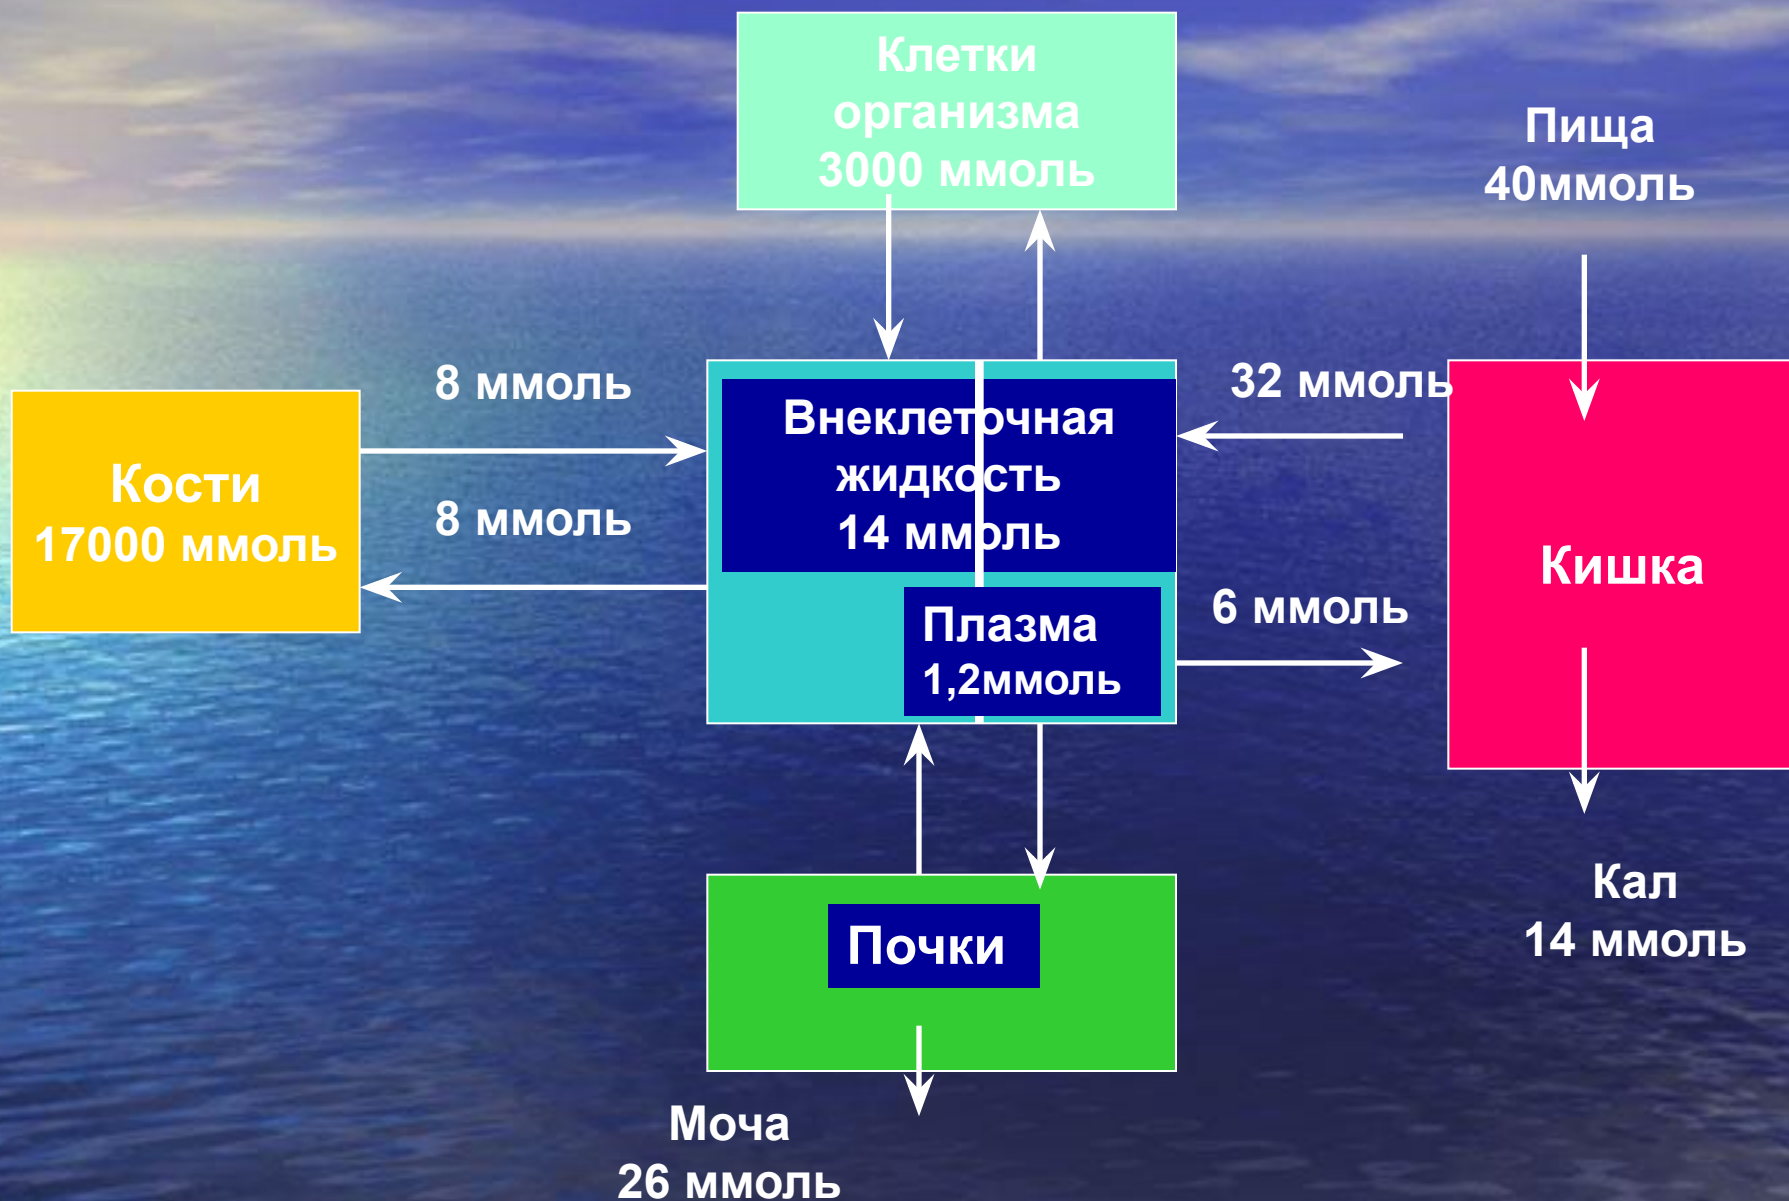 Клетки
организма
3000 ммоль
Пища
40ммоль
8 ммоль
32 ммоль
Внеклеточная
жидкость
14 ммоль
Кости
17000 ммоль
8 ммоль
Кишка
6 ммоль
Плазма
1,2ммоль
Почки
Кал
14 ммоль
Моча
26 ммоль